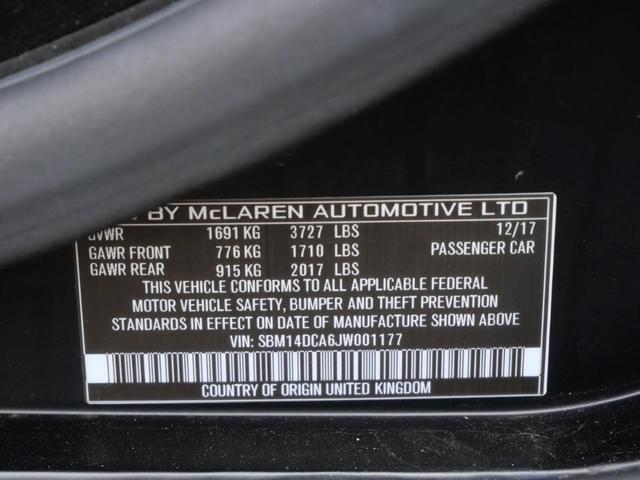 BY McLAREN AUTOMOTIVE LTD
GVWR 1691 KG 3727 LBS 12/17
GAWR FRONT 776 KG 1710 LBS PASSENGER CAR
GAWR REAR 915 KG 2017 LBS
THIS VEHICLE CONFORMS TO ALL APPLICABLE FEDERAL
MOTOR VEHICLE SAFETY, BUMPER AND THEFT PREVENTION
STANDARDS IN EFFECT ON DATE OF MANUFACTURE SHOWN ABOVE
VIN: SBM14DCA6JW001177
COUNTRY OF ORIGIN UNITED KINGDOM